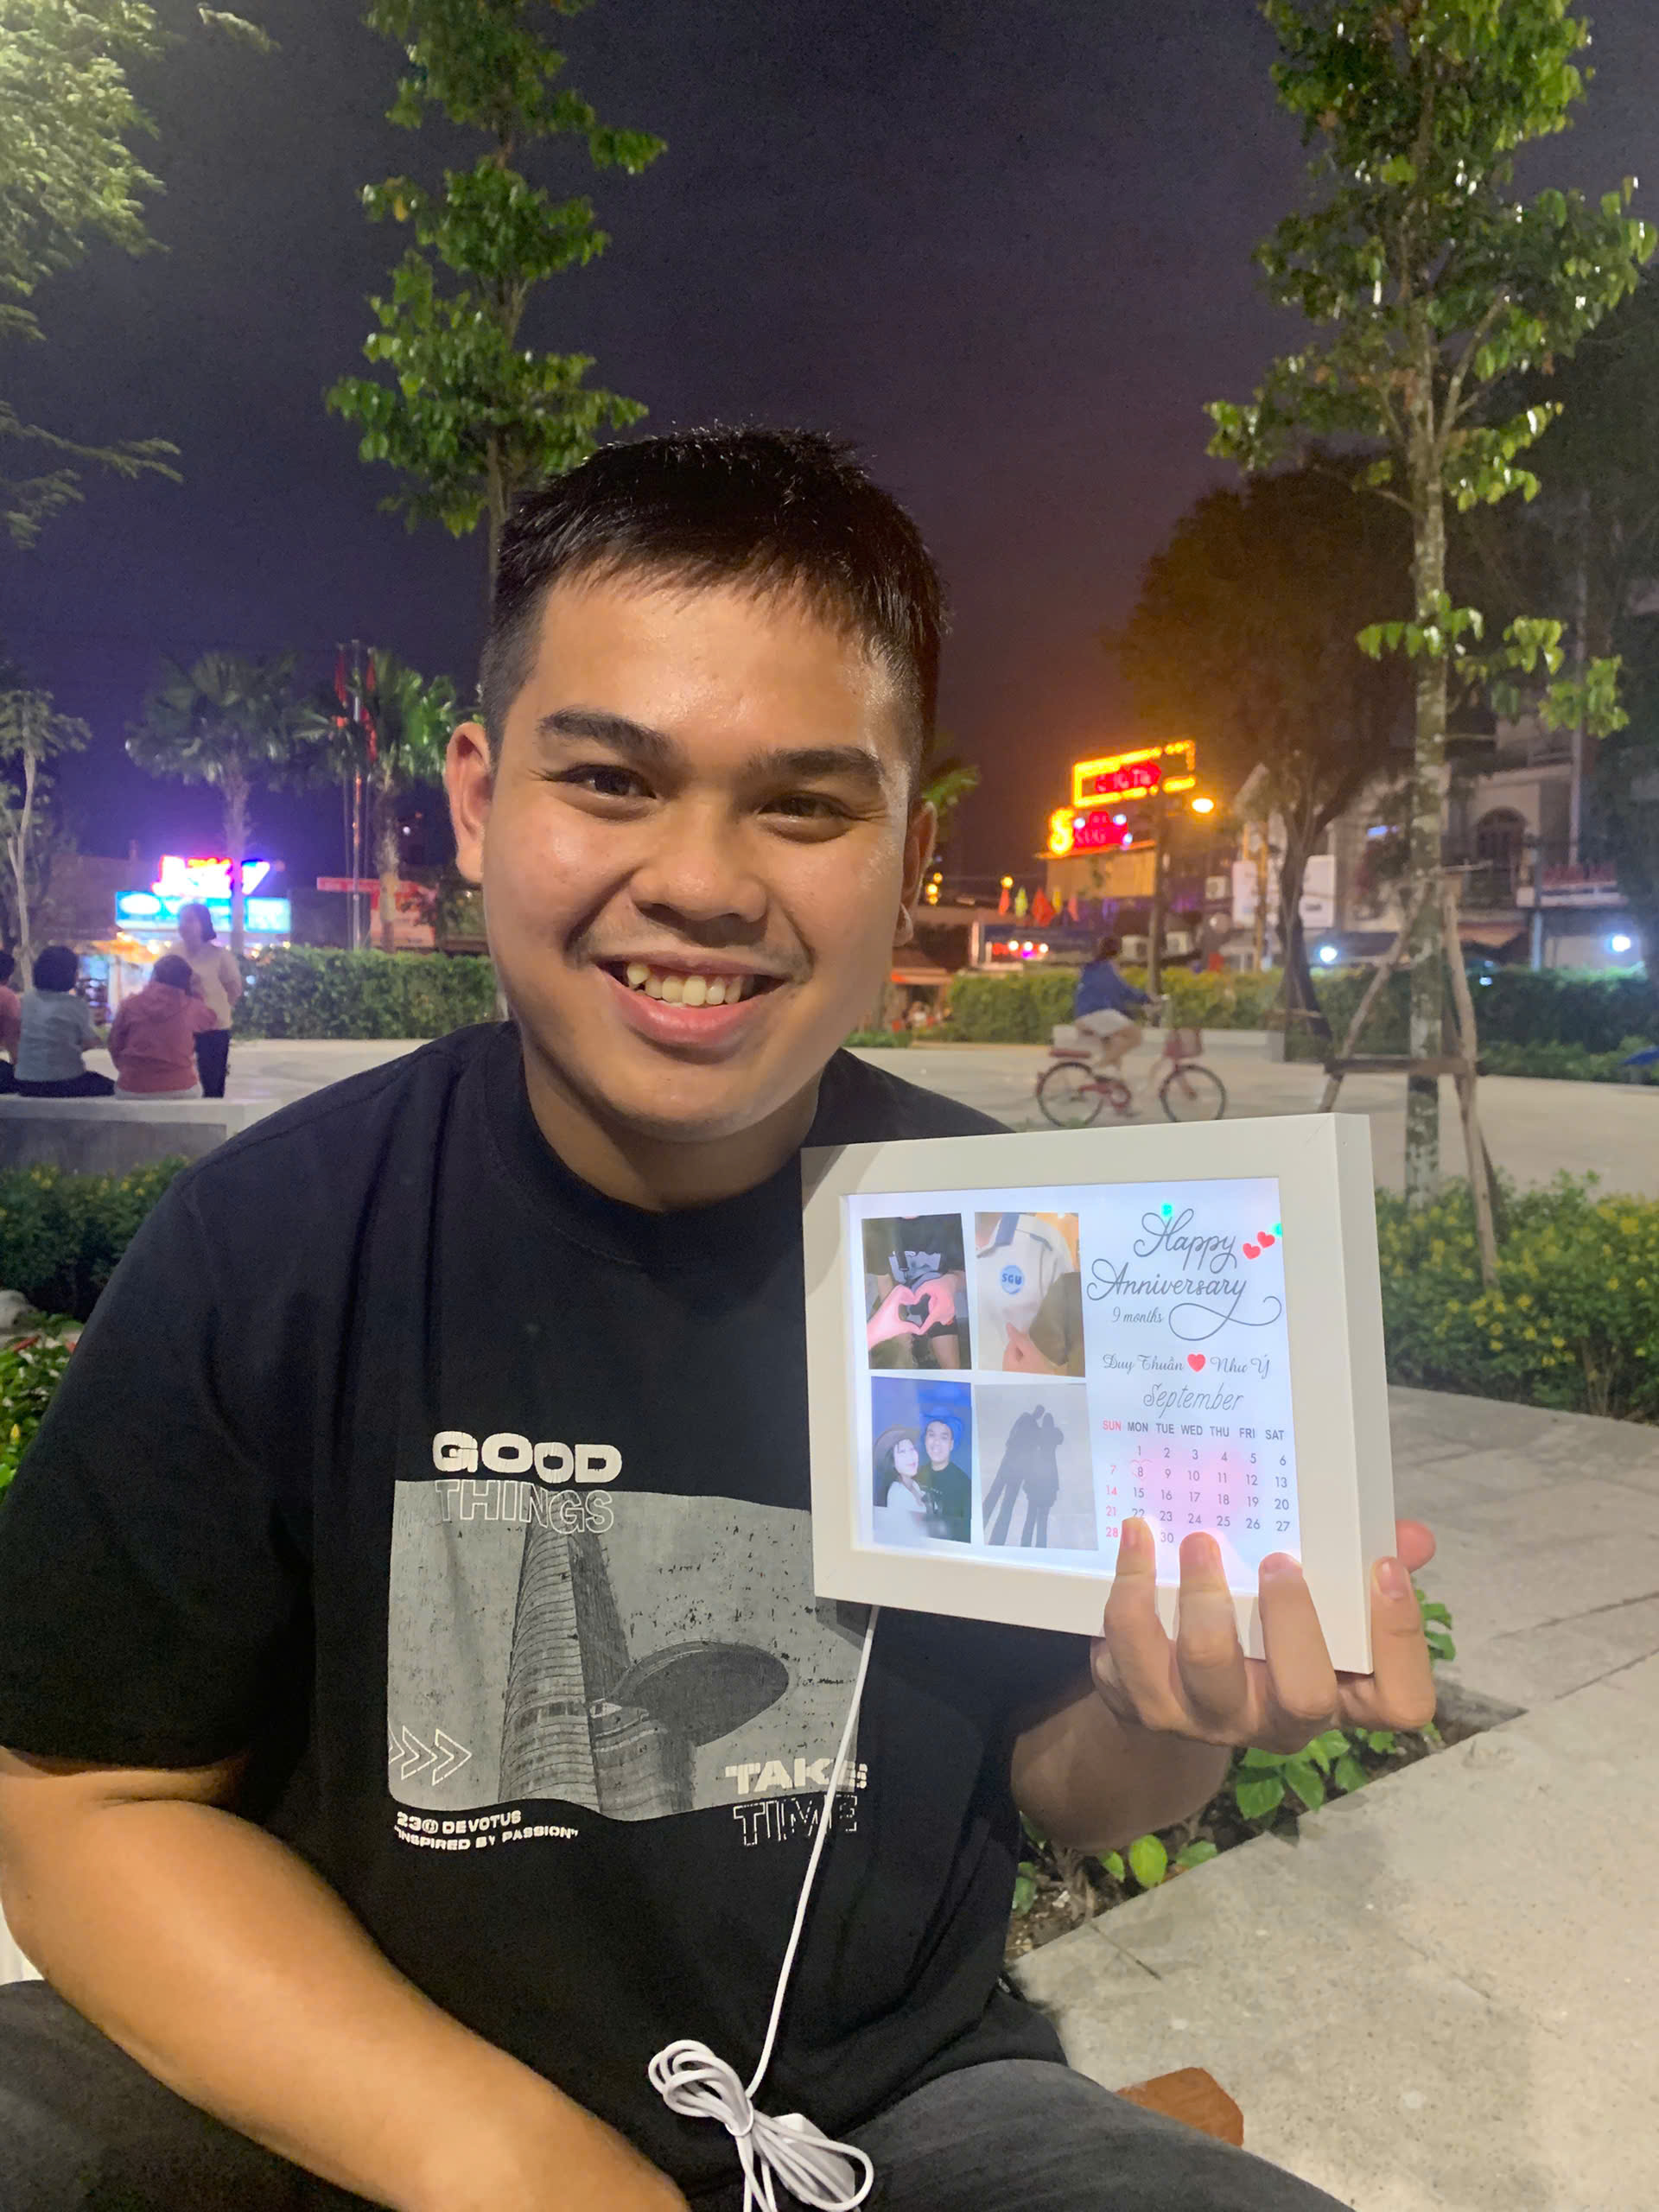 SGU
Happy
Anniversary
9 months
Duy Thuân ❤ Như Ý
September
SUN MON TUE WED THU FRI SAT
1 2 3 4 5 6
7 8 9 10 11 12 13
14 15 16 17 18 19 20
21 22 23 24 25 26 27
28 30
GOOD
THINGS
TAKE
TIME
23© DEVOTUS
"INSPIRED BY PASSION"